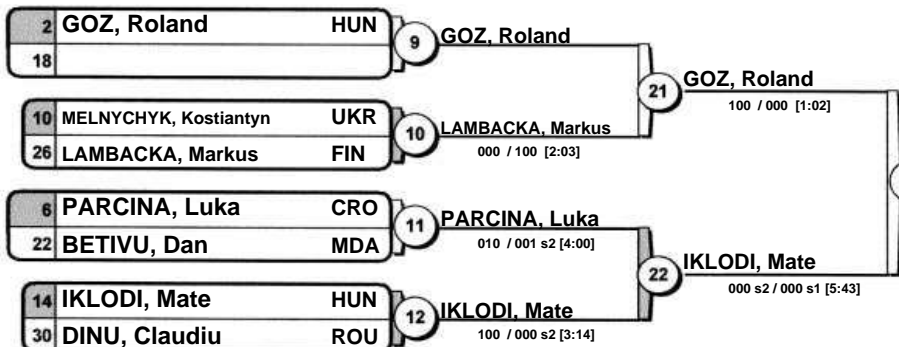 2 GOZ, Roland HUN
18
9
GOZ, Roland
10 MELNYCHYK, Kostiantyn UKR
26 LAMBACKA, Markus FIN
10
LAMBACKA, Markus
000 / 100 [2:03]
21
GOZ, Roland
100 / 000 [1:02]
6 PARCINA, Luka CRO
22 BETIVU, Dan MDA
11
PARCINA, Luka
010 / 001 s2 [4:00]
14 IKLODI, Mate HUN
30 DINU, Claudiu ROU
12
IKLODI, Mate
100 / 000 s2 [3:14]
22
IKLODI, Mate
000 s2 / 000 s1 [5:43]